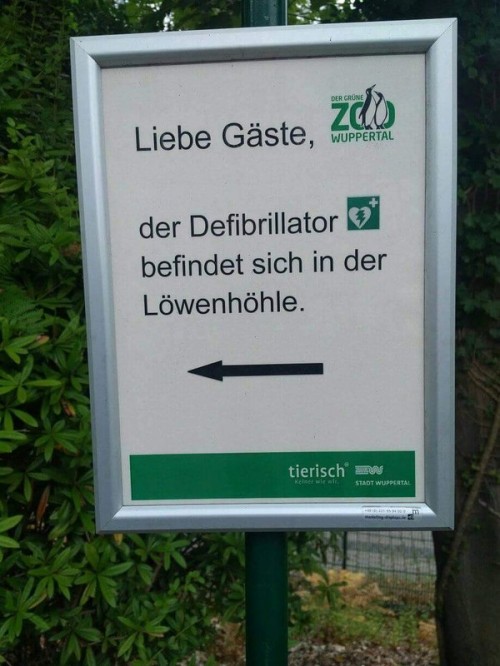 DER GRÜNE
ZOO
WUPPERTAL
Liebe Gäste,
der Defibrillator
befindet sich in der
Löwenhöhle.
tierisch
STADT WUPPERTAL